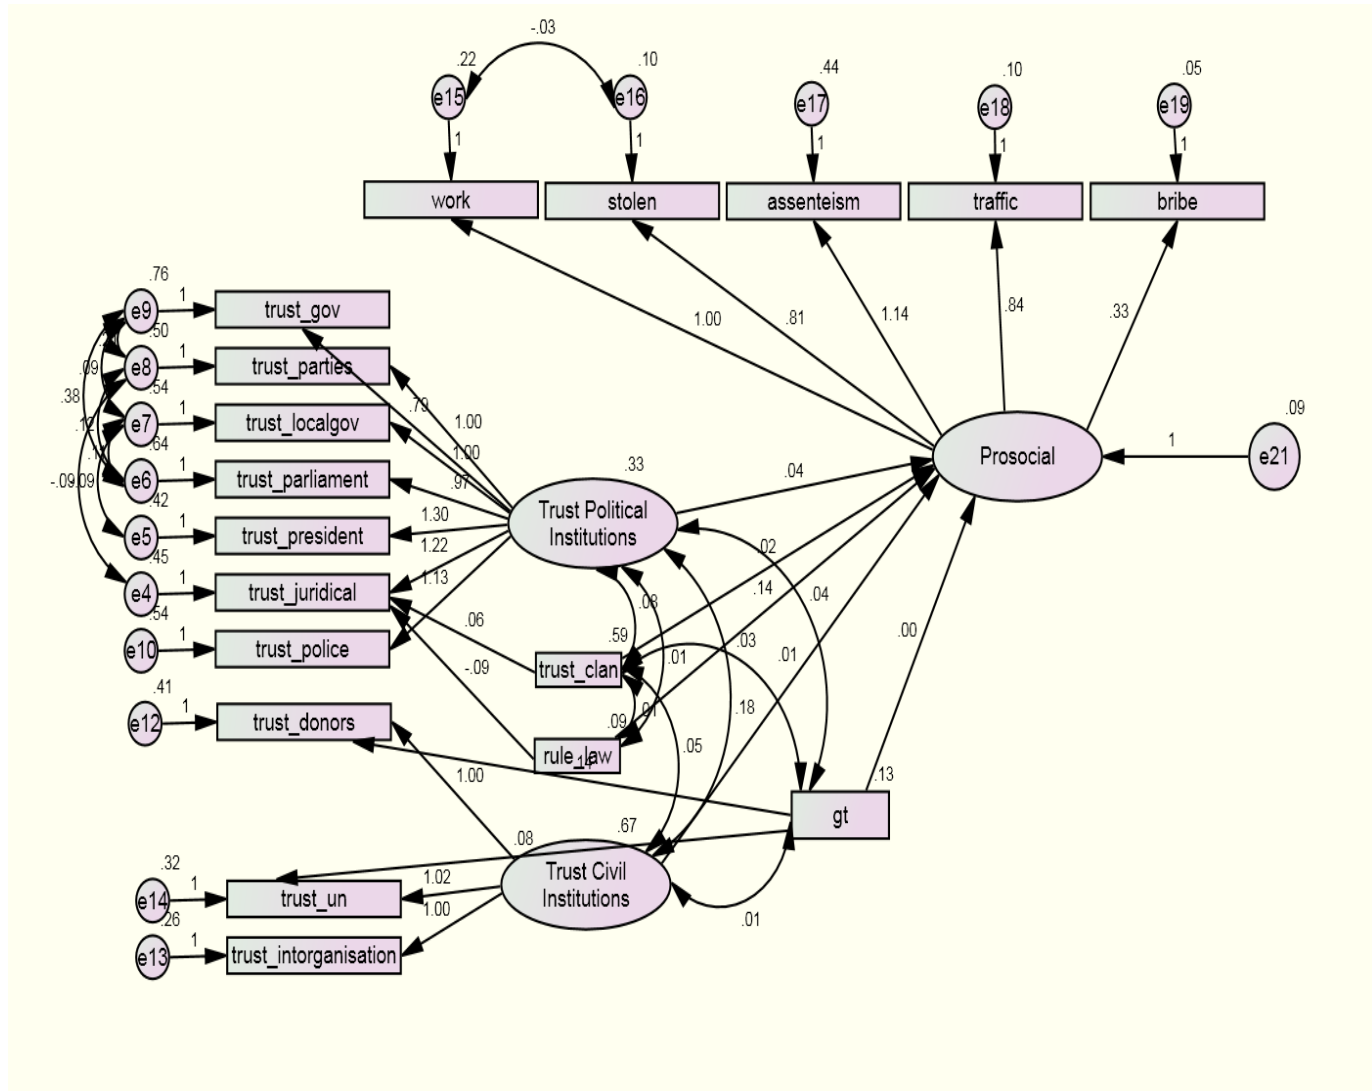 -.03
.22
.10
.44
.10
.05
e15
e16
e17
e18
e19
1
1
1
1
1
work
stolen
assenteism
traffic
bribe
1.00
.81
1.14
.84
.33
.76
e9
1
trust_gov
.50
e8
1
trust_parties
.09
.54
.38
e7
1
trust_localgov
.12
.64
e6
1
trust_parliament
-.09
.09
.42
e5
1
trust_president
.45
e4
1
trust_juridical
.54
e10
1
trust_police
.79
1.00
1.00
.97
1.30
1.22
1.13
.33
Trust Political
Institutions
.04
Prosocial
1
.09
e21
.02
.14
.04
.03
.01
.00
.08
.01
.18
.06
-.09
.59
trust_clan
.09
.01
rule_law
.14
.05
.41
e12
1
trust_donors
1.00
.13
gt
.67
.08
Trust Civil
Institutions
.01
.32
e14
1
trust_un
1.02
1.00
.26
e13
1
trust_intorganisation